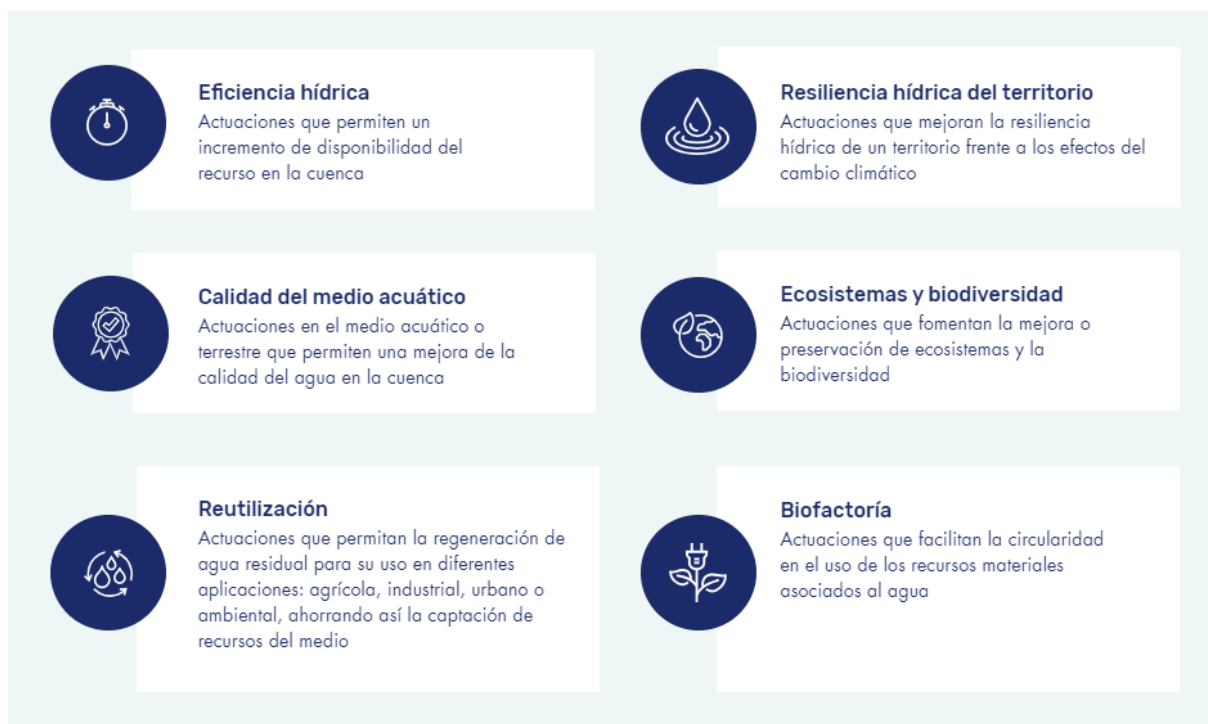 Eficiencia hídrica
Actuaciones que permiten un
incremento de disponibilidad del
recurso en la cuenca
Resiliencia hídrica del territorio
Actuaciones que mejoran la resiliencia
hídrica de un territorio frente a los efectos del
cambio climático
Calidad del medio acuático
Actuaciones en el medio acuático o
terrestre que permiten una mejora de la
calidad del agua en la cuenca
Ecosistemas y biodiversidad
Actuaciones que fomentan la mejora o
preservación de ecosistemas y la
biodiversidad
Reutilización
Actuaciones que permitan la regeneración de
agua residual para su uso en diferentes
aplicaciones: agrícola, industrial, urbano o
ambiental, ahorrando así la captación de
recursos del medio
Biofactoría
Actuaciones que facilitan la circularidad
en el uso de los recursos materiales
asociados al agua